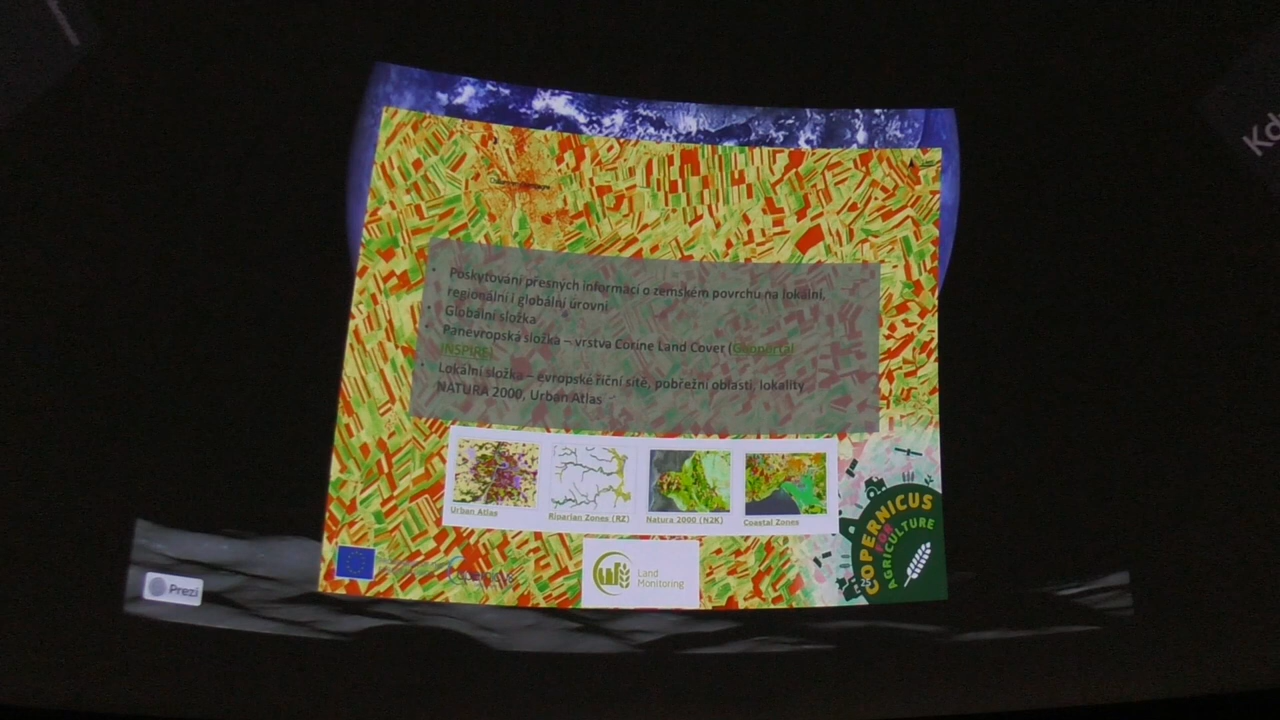 Kd
• Poskytování přesných informací o zemském povrchu na lokální,
regionální i globální úrovni
• Globální složka
• Panevropská složka – vrstva Corine Land Cover (Geoportál
INSPIRE)
• Lokální složka – evropské říční sítě, pobřežní oblasti, lokality
NATURA 2000, Urban Atlas
Urban Atlas
Riparian Zones (RZ)
Natura 2000 (N2K)
Coastal Zones
Land
Monitoring
COPERNICUS
FOR
AGRICULTURE
Prezi